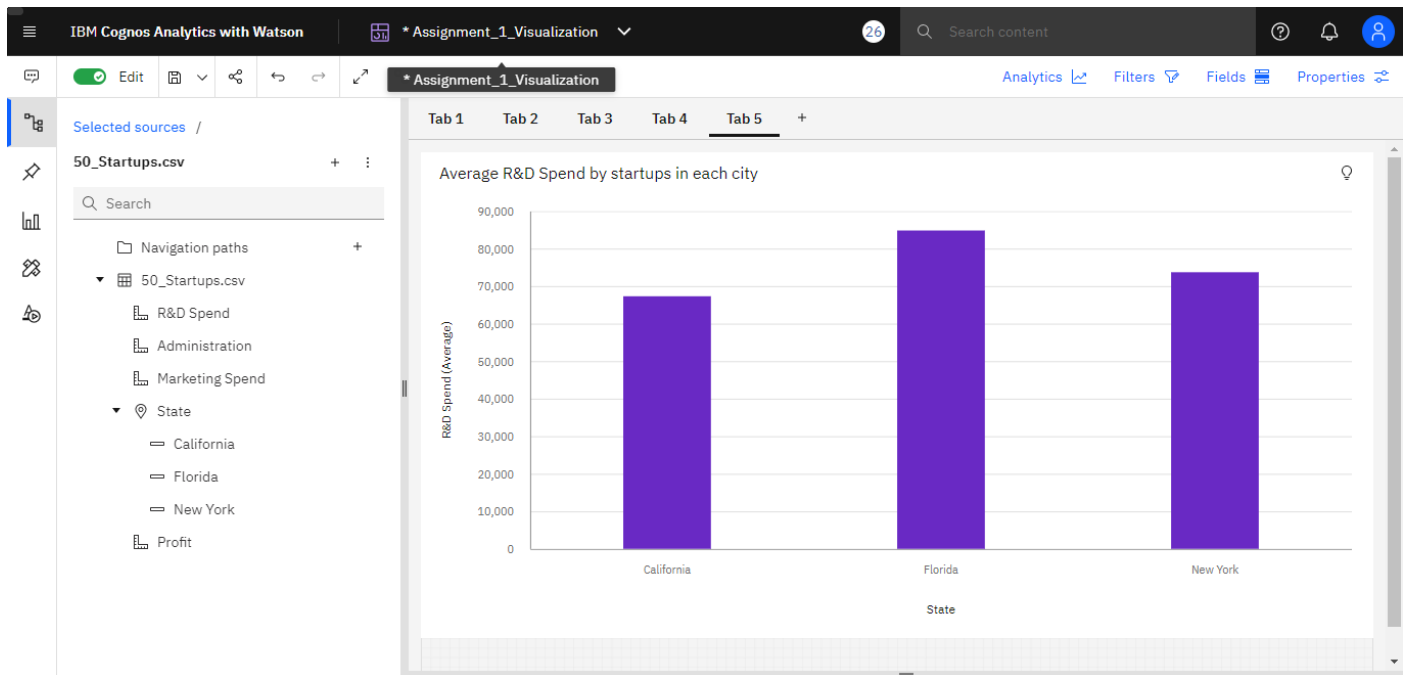 IBM Cognos Analytics with Watson
* Assignment_1_Visualization
26
Search content
Edit
* Assignment_1_Visualization
Analytics
Filters
Fields
Properties
Selected sources /
50_Startups.csv
Search
Navigation paths
50_Startups.csv
R&D Spend
Administration
Marketing Spend
State
California
Florida
New York
Profit
Tab 1 Tab 2 Tab 3 Tab 4 Tab 5 +
Average R&D Spend by startups in each city
R&D Spend (Average)
90,000
80,000
70,000
60,000
50,000
40,000
30,000
20,000
10,000
0
California Florida New York
State